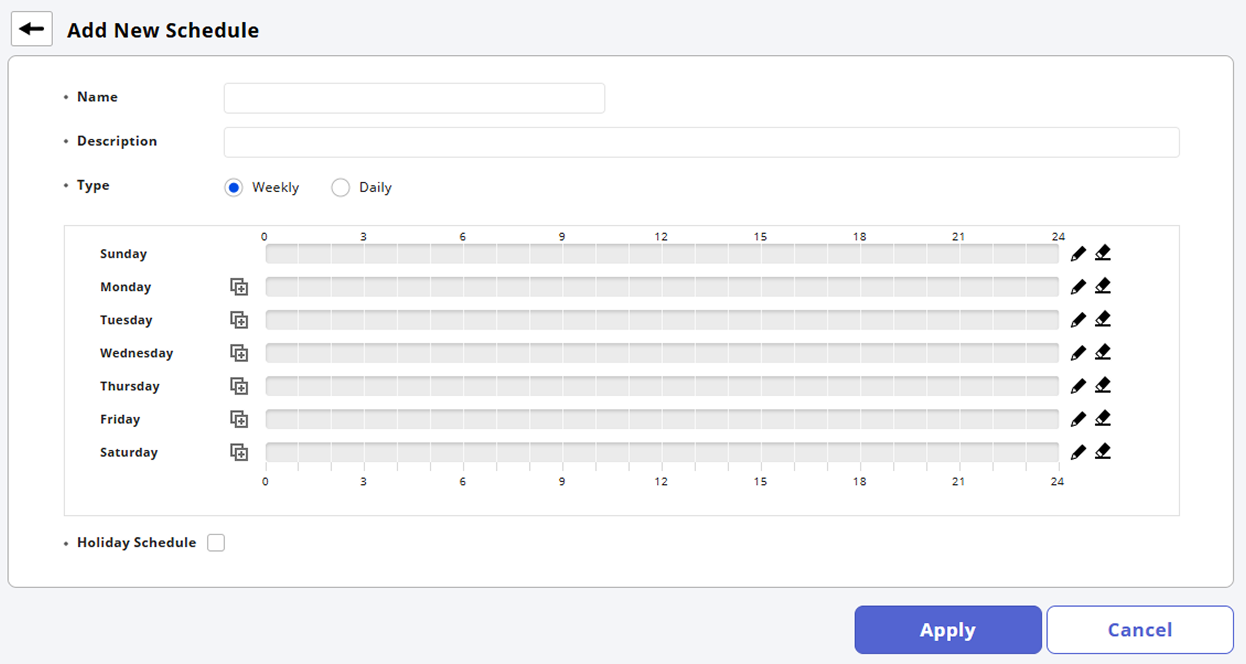 Add New Schedule
• Name
• Description
• Type Weekly Daily
0 3 6 9 12 15 18 21 24
Sunday
Monday
Tuesday
Wednesday
Thursday
Friday
Saturday
0 3 6 9 12 15 18 21 24
• Holiday Schedule
Apply Cancel